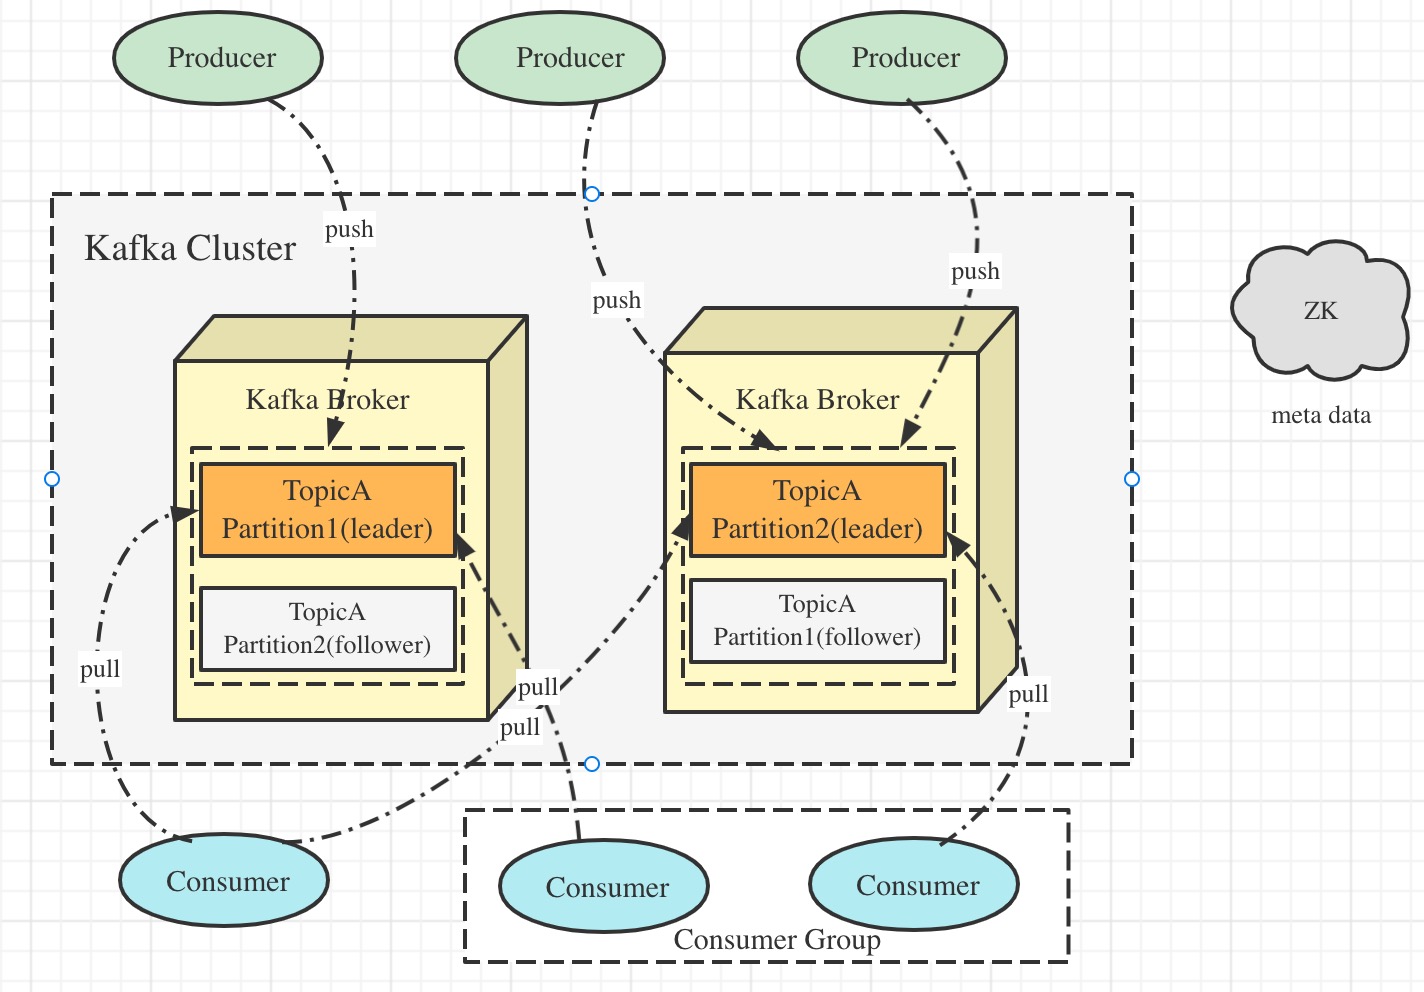 Producer
Producer
Producer
push
Kafka Cluster
push
push
ZK
meta data
Kafka Broker
Kafka Broker
TopicA
Partition1(leader)
TopicA
Partition2(leader)
TopicA
Partition2(follower)
TopicA
Partition1(follower)
pull
pull
pull
pull
Consumer
Consumer
Consumer
Consumer Group